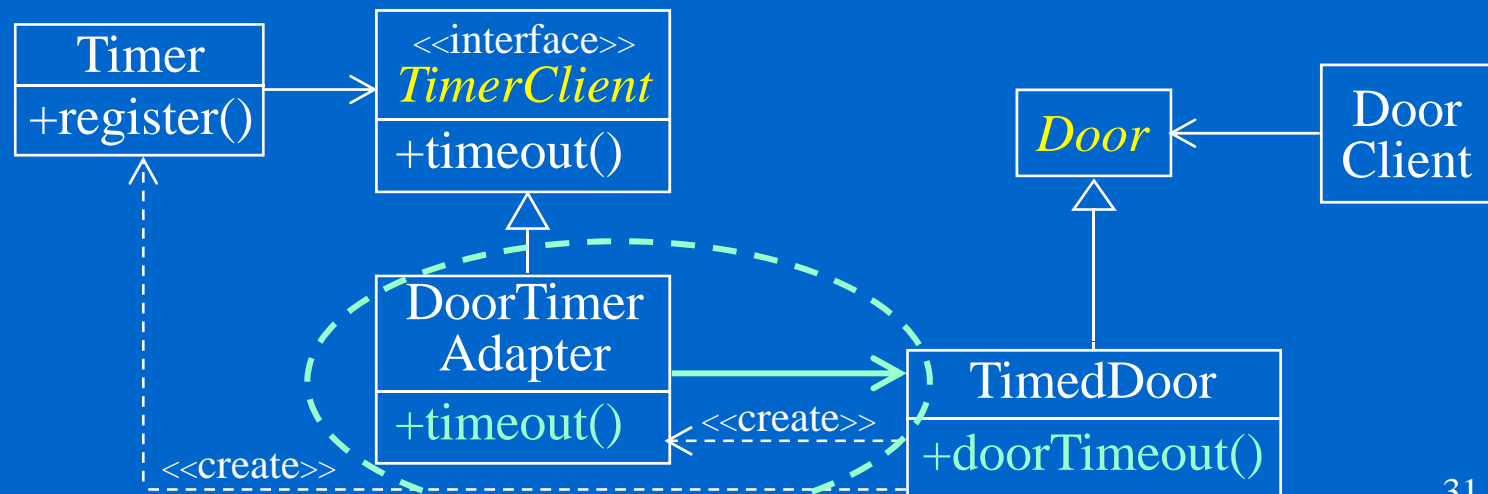 Timer
+register()
<<interface>>
TimerClient
+timeout()
Door
Door
Client
DoorTimer
Adapter
+timeout()
<<create>>
TimedDoor
+doorTimeout()
<<create>>
31